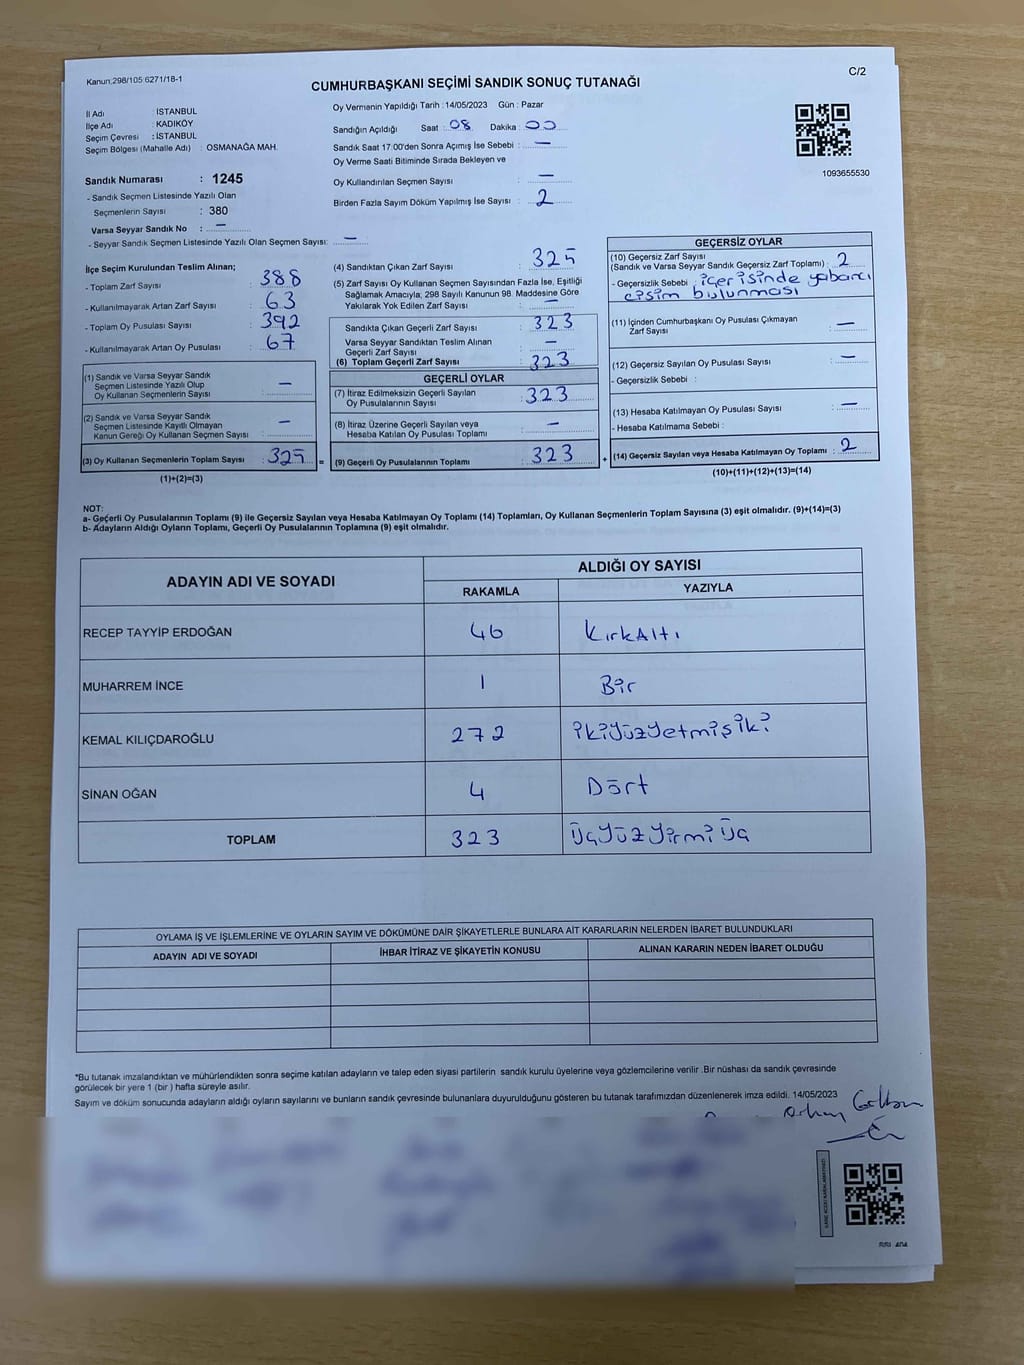 Kanun:298/105 6271/18-1
C/2
CUMHURBAŞKANI SEÇİMİ SANDIK SONUÇ TUTANAĞI
İl Adı : İSTANBUL
İlçe Adı : KADIKÖY
Seçim Çevresi : İSTANBUL
Seçim Bölgesi (Mahalle Adı) : OSMANAĞA MAH.
Sandık Numarası : 1245
- Sandık Seçmen Listesinde Yazılı Olan
Seçmenlerin Sayısı : 380
Varsa Seyyar Sandık No : —
- Seyyar Sandık Seçmen Listesinde Yazılı Olan Seçmen Sayısı: —
Oy Vermenin Yapıldığı Tarih : 14/05/2023 Gün : Pazar
Sandığın Açıldığı Saat : 08 Dakika : 00
Sandık Saat 17:00'den Sonra Açımış İse Sebebi : —
Oy Verme Saati Bitiminde Sırada Bekleyen ve
Oy Kullandırılan Seçmen Sayısı : —
Birden Fazla Sayım Döküm Yapılmış İse Sayısı : 2
1093655530
İlçe Seçim Kurulundan Teslim Alınan;
- Toplam Zarf Sayısı : 388
- Kullanılmayarak Artan Zarf Sayısı : 63
- Toplam Oy Pusulası Sayısı : 392
- Kullanılmayarak Artan Oy Pusulası : 67
(1) Sandık ve Varsa Seyyar Sandık
Seçmen Listesinde Yazılı Olup
Oy Kullanan Seçmenlerin Sayısı : —
(2) Sandık ve Varsa Seyyar Sandık
Seçmen Listesinde Kayıtlı Olmayan
Kanun Gereği Oy Kullanan Seçmen Sayısı : —
(3) Oy Kullanan Seçmenlerin Toplam Sayısı : 325 =
(1)+(2)=(3)
(4) Sandıktan Çıkan Zarf Sayısı : 325
(5) Zarf Sayısı Oy Kullanan Seçmen Sayısından Fazla İse, Eşitliği
Sağlamak Amacıyla, 298 Sayılı Kanunun 98. Maddesine Göre
Yakılarak Yok Edilen Zarf Sayısı : —
Sandıkta Çıkan Geçerli Zarf Sayısı : 323
Varsa Seyyar Sandıktan Teslim Alınan
Geçerli Zarf Sayısı : —
(6) Toplam Geçerli Zarf Sayısı : 323
GEÇERLİ OYLAR
(7) İtiraz Edilmeksizin Geçerli Sayılan
Oy Pusulalarının Sayısı : 323
(8) İtiraz Üzerine Geçerli Sayılan veya
Hesaba Katılan Oy Pusulası Toplamı : —
(9) Geçerli Oy Pusulalarının Toplamı : 323 +
GEÇERSİZ OYLAR
(10) Geçersiz Zarf Sayısı
(Sandık ve Varsa Seyyar Sandık Geçersiz Zarf Toplamı) : 2
- Geçersizlik Sebebi : içerisinde yabancı
cisim bulunması
(11) İçinden Cumhurbaşkanı Oy Pusulası Çıkmayan
Zarf Sayısı : —
(12) Geçersiz Sayılan Oy Pusulası Sayısı : —
- Geçersizlik Sebebi :
(13) Hesaba Katılmayan Oy Pusulası Sayısı : —
- Hesaba Katılmama Sebebi :
(14) Geçersiz Sayılan veya Hesaba Katılmayan Oy Toplamı : 2
(10)+(11)+(12)+(13)=(14)
NOT:
a- Geçerli Oy Pusulalarının Toplamı (9) ile Geçersiz Sayılan veya Hesaba Katılmayan Oy Toplamı (14) Toplamları, Oy Kullanan Seçmenlerin Toplam Sayısına (3) eşit olmalıdır. (9)+(14)=(3)
b- Adayların Aldığı Oyların Toplamı, Geçerli Oy Pusulalarının Toplamına (9) eşit olmalıdır.
ADAYIN ADI VE SOYADI ALDIĞI OY SAYISI
RAKAMLA YAZIYLA
RECEP TAYYİP ERDOĞAN 46 KırkAltı
MUHARREM İNCE 1 Bir
KEMAL KILIÇDAROĞLU 272 ikiyüzyetmişiki
SİNAN OĞAN 4 Dört
TOPLAM 323 Üçyüzyirmiüç
OYLAMA İŞ VE İŞLEMLERİNE VE OYLARIN SAYIM VE DÖKÜMÜNE DAİR ŞİKAYETLERLE BUNLARA AİT KARARLARIN NELERDEN İBARET BULUNDUKLARI
ADAYIN ADI VE SOYADI İHBAR İTİRAZ VE ŞİKAYETİN KONUSU ALINAN KARARIN NEDEN İBARET OLDUĞU
*Bu tutanak imzalandıktan ve mühürlendikten sonra seçime katılan adayların ve talep eden siyasi partilerin sandık kurulu üyelerine veya gözlemcilerine verilir .Bir nüshası da sandık çevresinde
görülecek bir yere 1 (bir ) hafta süreyle asılır.
Sayım ve döküm sonucunda adayların aldığı oyların sayılarını ve bunların sandık çevresinde bulunanlara duyurulduğunu gösteren bu tutanak tarafımızdan düzenlenerek imza edildi. 14/05/2023
Orhan